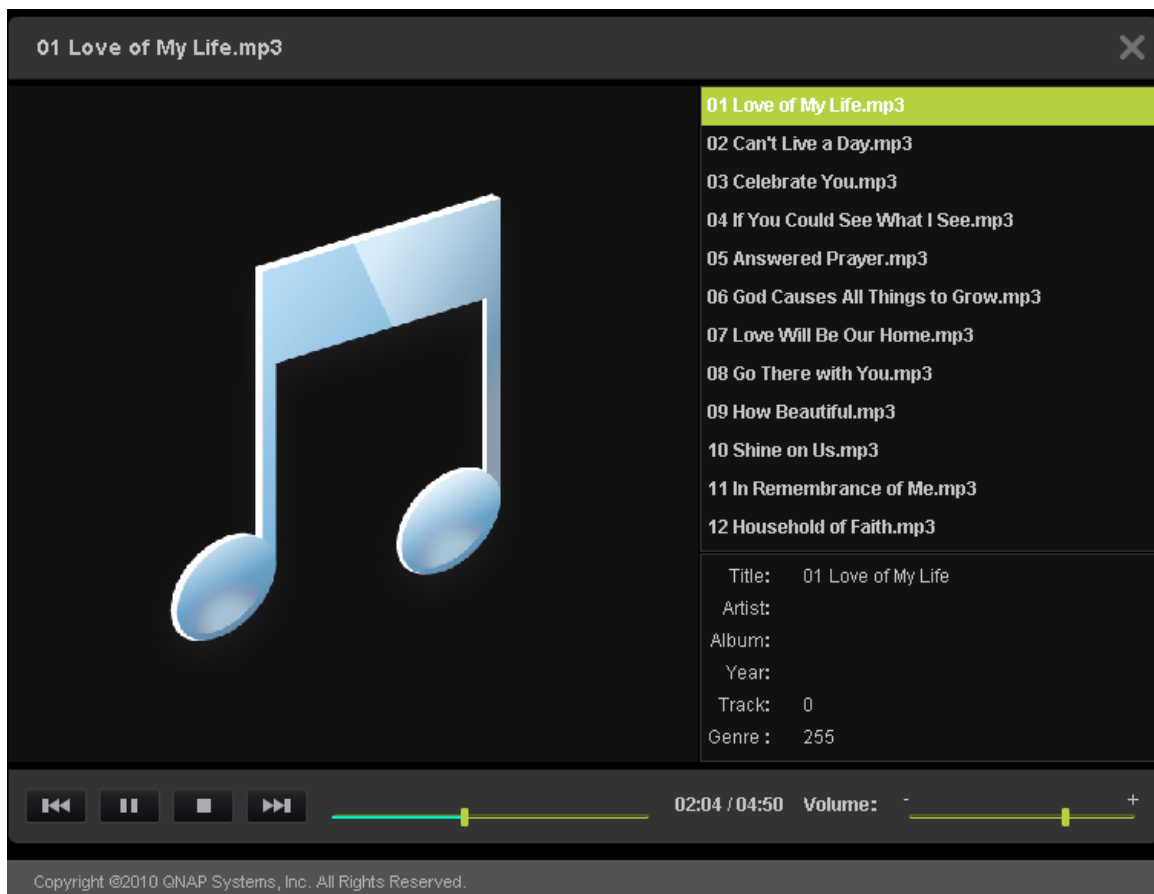 01 Love of My Life.mp3
01 Love of My Life.mp3
02 Can't Live a Day.mp3
03 Celebrate You.mp3
04 If You Could See What I See.mp3
05 Answered Prayer.mp3
06 God Causes All Things to Grow.mp3
07 Love Will Be Our Home.mp3
08 Go There with You.mp3
09 How Beautiful.mp3
10 Shine on Us.mp3
11 In Remembrance of Me.mp3
12 Household of Faith.mp3
Title: 01 Love of My Life
Artist:
Album:
Year:
Track: 0
Genre : 255
02:04 / 04:50 Volume: - +
Copyright ©2010 QNAP Systems, Inc. All Rights Reserved.